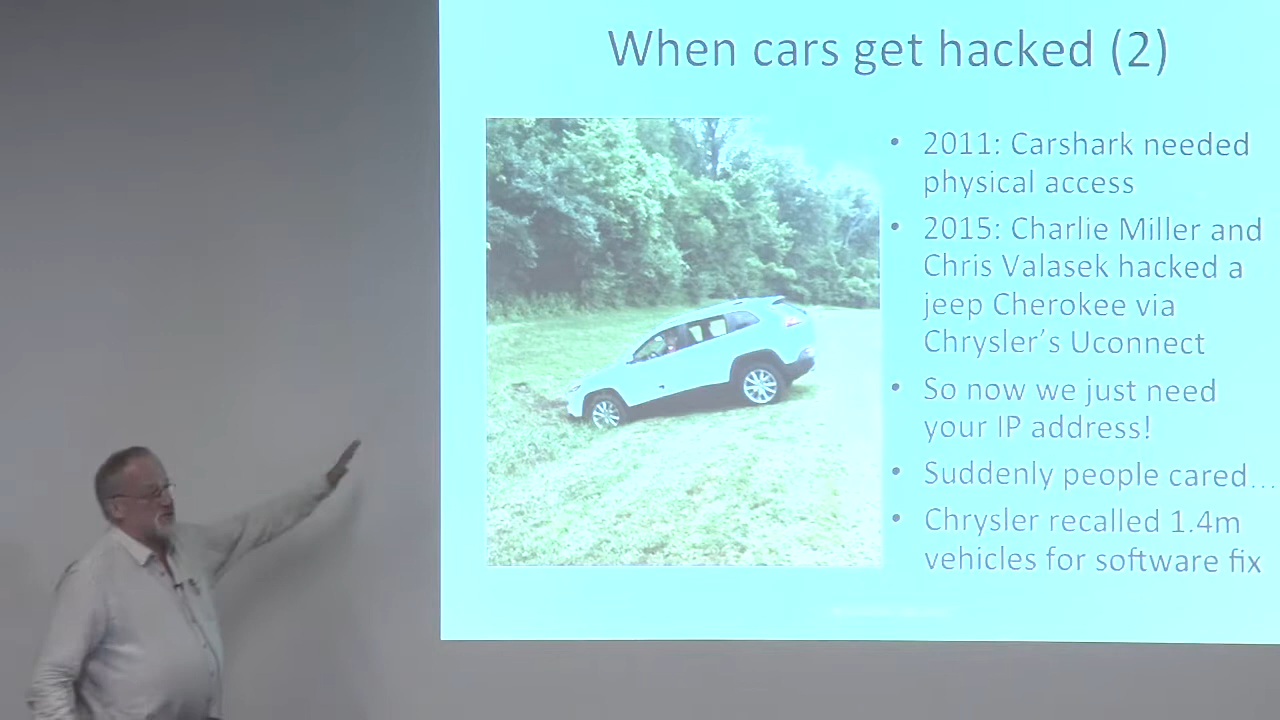 When cars get hacked (2)
• 2011: Carshark needed
physical access
• 2015: Charlie Miller and
Chris Valasek hacked a
jeep Cherokee via
Chrysler’s Uconnect
• So now we just need
your IP address!
• Suddenly people cared…
• Chrysler recalled 1.4m
vehicles for software fix